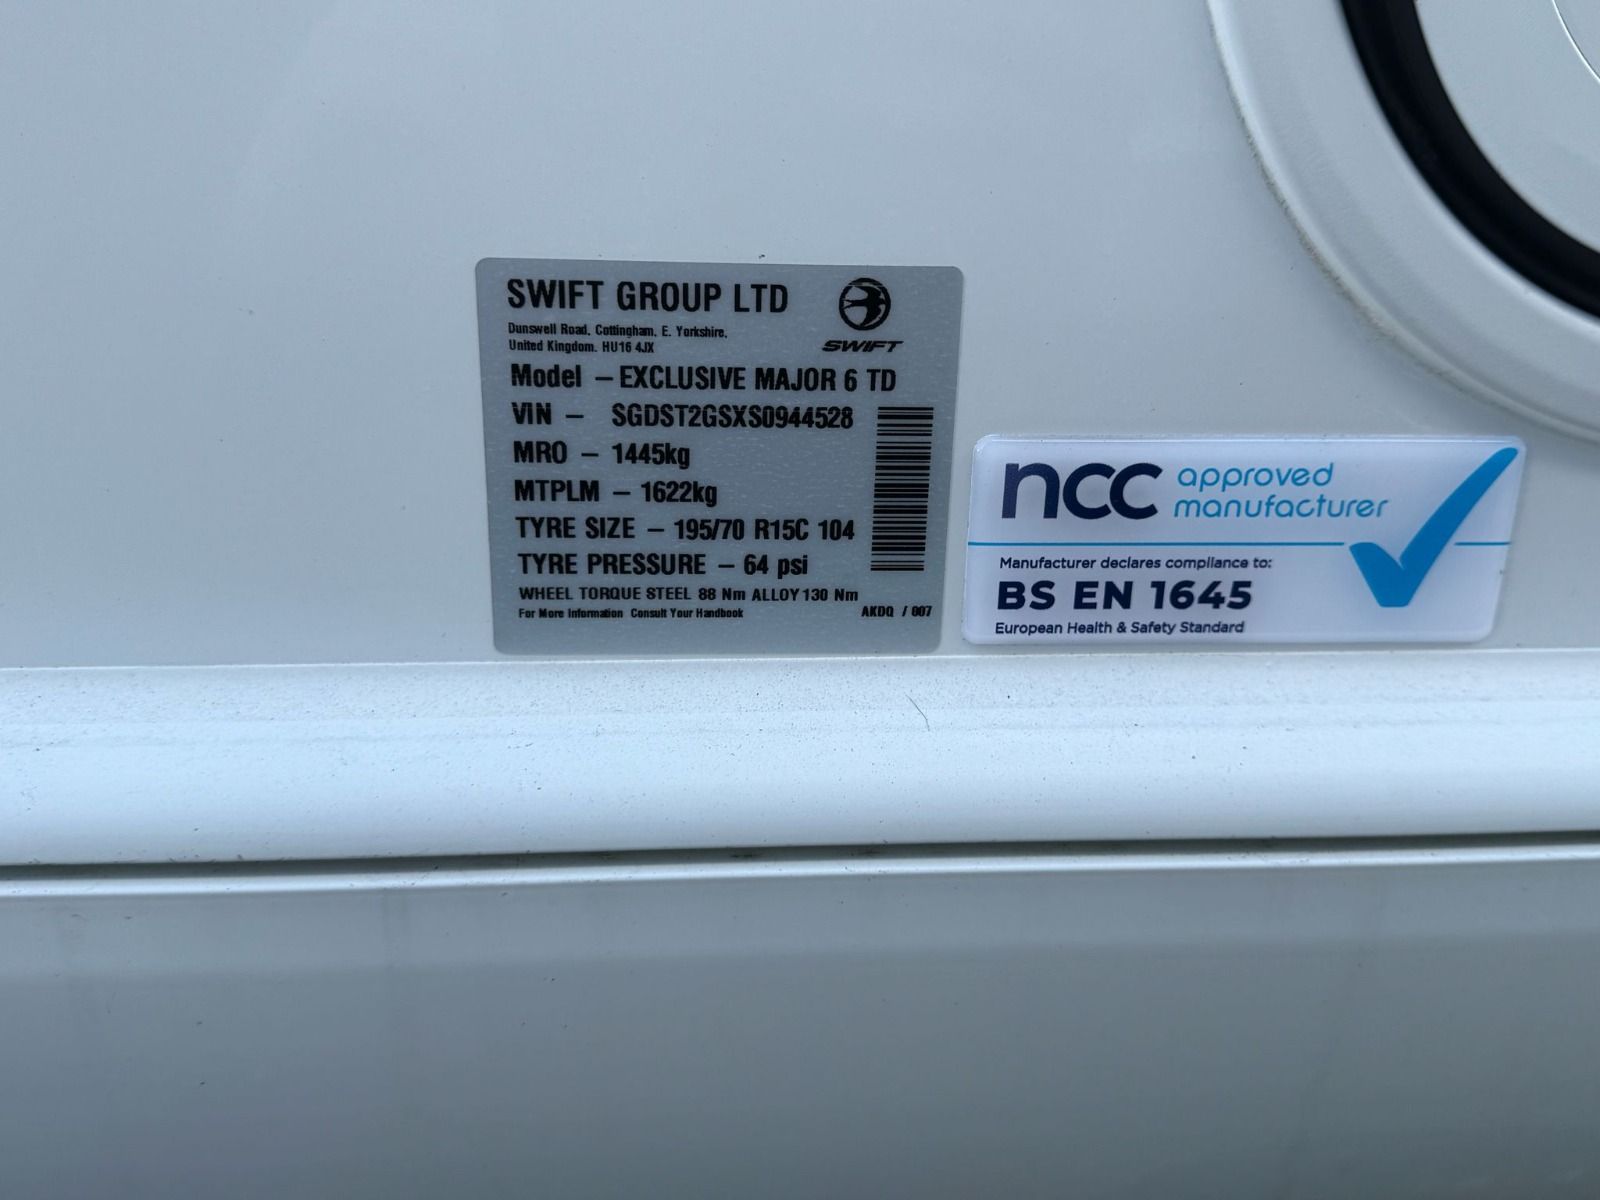 SWIFT GROUP LTD
Dunswell Road, Cottingham, E. Yorkshire,
United Kingdom. HU16 4JX
SWIFT
Model – EXCLUSIVE MAJOR 6 TD
VIN – SGDST2GSXS0944528
MRO – 1445kg
MTPLM – 1622kg
TYRE SIZE – 195/70 R15C 104
TYRE PRESSURE – 64 psi
WHEEL TORQUE STEEL 88 Nm ALLOY 130 Nm
For More Information Consult Your Handbook AKDQ / 007
ncc approved
manufacturer
Manufacturer declares compliance to:
BS EN 1645
European Health & Safety Standard